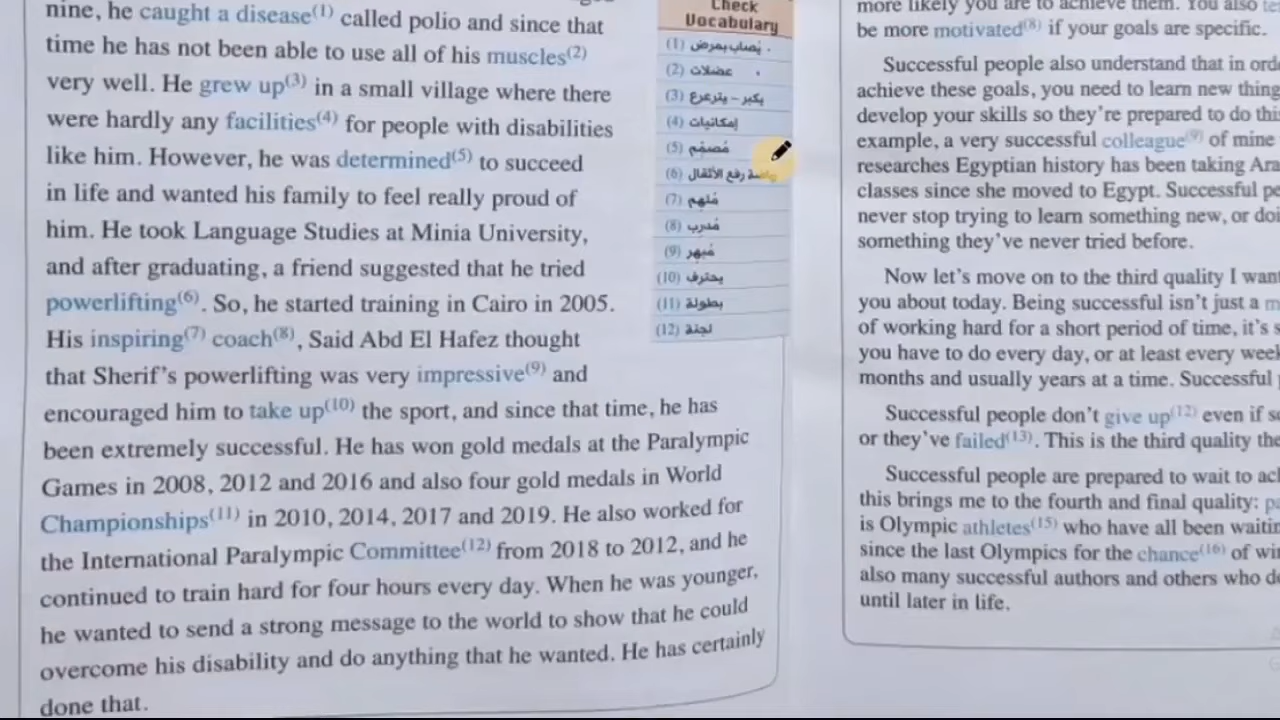 nine, he caught a disease(1) called polio and since that
time he has not been able to use all of his muscles(2)
very well. He grew up(3) in a small village where there
were hardly any facilities(4) for people with disabilities
like him. However, he was determined(5) to succeed
in life and wanted his family to feel really proud of
him. He took Language Studies at Minia University,
and after graduating, a friend suggested that he tried
powerlifting(6). So, he started training in Cairo in 2005.
His inspiring(7) coach(8), Said Abd El Hafez thought
that Sherif's powerlifting was very impressive(9) and
encouraged him to take up(10) the sport, and since that time, he has
been extremely successful. He has won gold medals at the Paralympic
Games in 2008, 2012 and 2016 and also four gold medals in World
Championships(11) in 2010, 2014, 2017 and 2019. He also worked for
the International Paralympic Committee(12) from 2018 to 2012, and he
continued to train hard for four hours every day. When he was younger,
he wanted to send a strong message to the world to show that he could
overcome his disability and do anything that he wanted. He has certainly
done that.
Check
Vocabulary
(1) يُصاب بمرض
(2) عضلات
(3) يكبر – يترعرع
(4) إمكانيات
(5) مُصمّم
(6) رفع الأثقال
(7) مُلهِم
(8) مُدرب
(9) مُبهر
(10) يحترف
(11) بطولة
(12) لجنة
more likely you are to achieve them. You also
be more motivated(8) if your goals are specific.
Successful people also understand that in
achieve these goals, you need to learn new thing
develop your skills so they're prepared to do
example, a very successful colleague(9) of mine
researches Egyptian history has been taking
classes since she moved to Egypt. Successful
never stop trying to learn something new, or
something they've never tried before.
Now let's move on to the third quality I
you about today. Being successful isn't just a
of working hard for a short period of time, it's
you have to do every day, or at least every
months and usually years at a time. Successful
Successful people don't give up(12) even if
or they've failed(13). This is the third quality
Successful people are prepared to wait to
this brings me to the fourth and final quality:
is Olympic athletes(15) who have all been
since the last Olympics for the chance(16) of
also many successful authors and others who
until later in life.